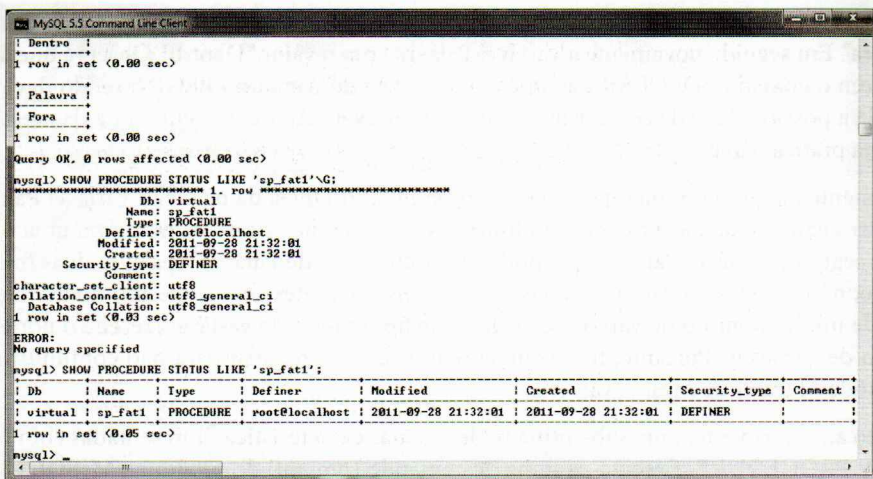 MySQL 5.5 Command Line Client
| Dentro |
1 row in set (0.00 sec)
| Palavra |
| Fora |
1 row in set (0.00 sec)
Query OK, 0 rows affected (0.00 sec)
mysql> SHOW PROCEDURE STATUS LIKE 'sp_fat1'\G;
*************************** 1. row ***************************
Db: virtual
Name: sp_fat1
Type: PROCEDURE
Definer: root@localhost
Modified: 2011-09-28 21:32:01
Created: 2011-09-28 21:32:01
Security_type: DEFINER
Comment:
character_set_client: utf8
collation_connection: utf8_general_ci
Database Collation: utf8_general_ci
1 row in set (0.03 sec)
ERROR:
No query specified
mysql> SHOW PROCEDURE STATUS LIKE 'sp_fat1';
| Db | Name | Type | Definer | Modified | Created | Security_type | Comment |
| virtual | sp_fat1 | PROCEDURE | root@localhost | 2011-09-28 21:32:01 | 2011-09-28 21:32:01 | DEFINER | |
1 row in set (0.05 sec)
mysql> _